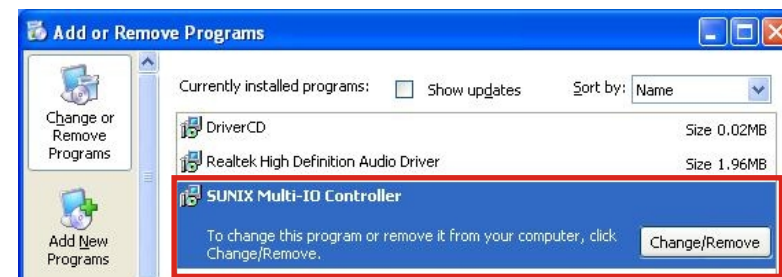 Add or Remove Programs
Change or
Remove
Programs
Add New
Programs
Currently installed programs: Show updates Sort by: Name
DriverCD Size 0.02MB
Realtek High Definition Audio Driver Size 1.96MB
SUNIX Multi-IO Controller
To change this program or remove it from your computer, click
Change/Remove.
Change/Remove